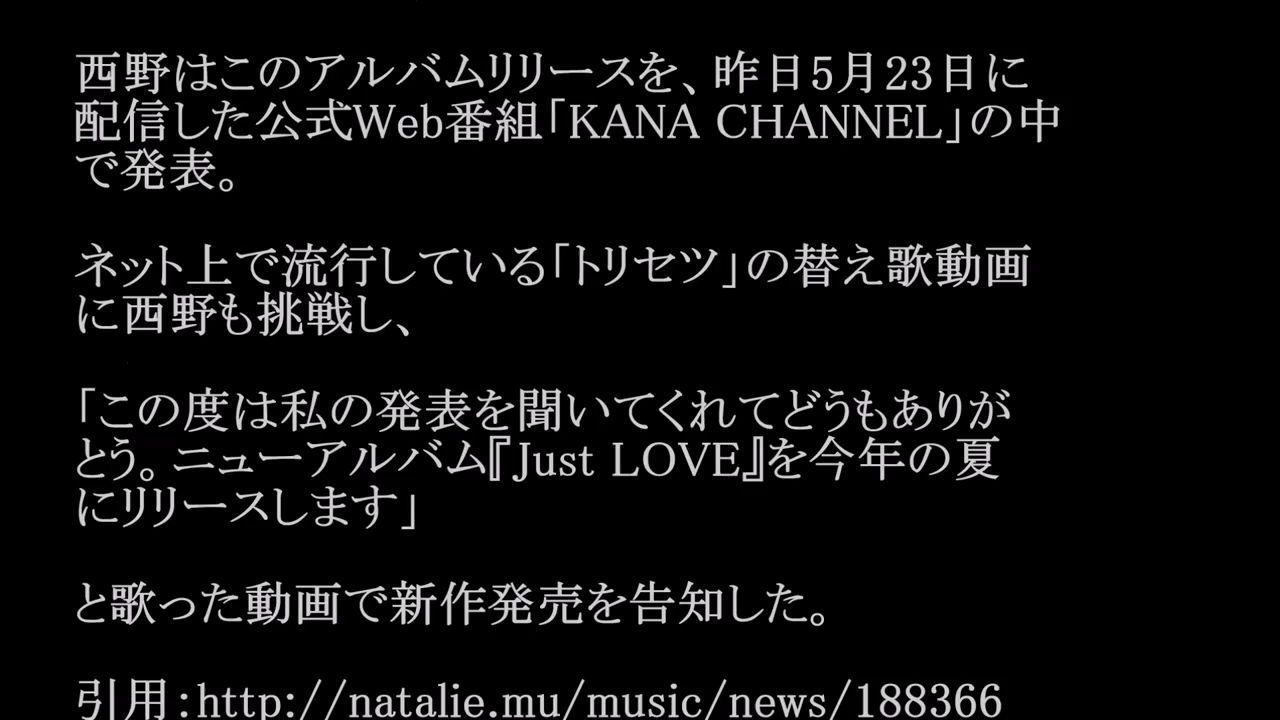 西野はこのアルバムリリースを、昨日5月23日に
配信した公式Web番組「KANA CHANNEL」の中
で発表。
ネット上で流行している「トリセツ」の替え歌動画
に西野も挑戦し、
「この度は私の発表を聞いてくれてどうもありが
とう。ニューアルバム『Just LOVE』を今年の夏
にリリースします」
と歌った動画で新作発売を告知した。
引用：http://natalie.mu/music/news/188366